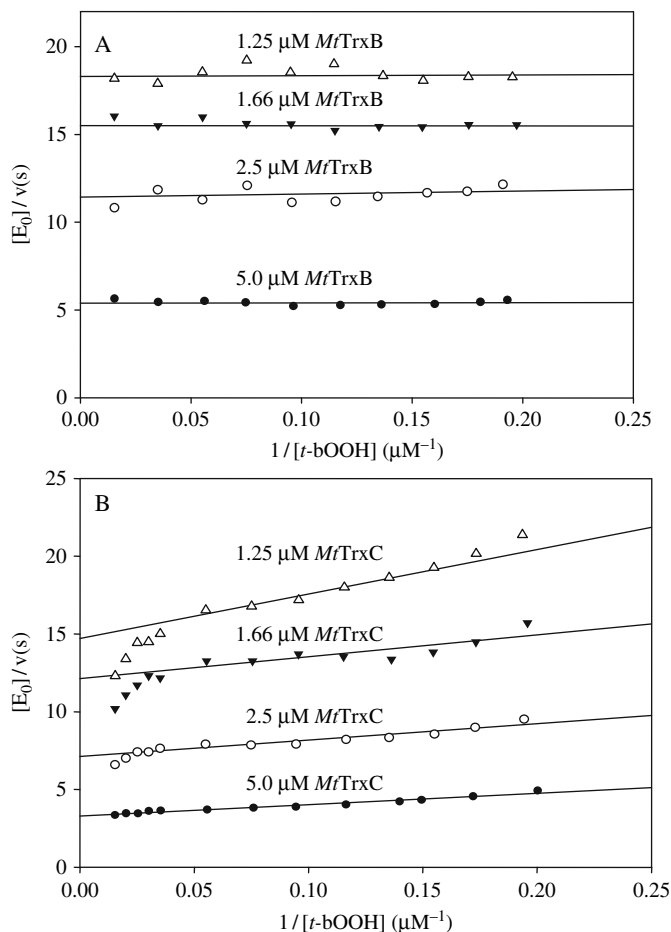 A
20
15
10
5
0
[E₀] / v(s)
1.25 µM MtTrxB
1.66 µM MtTrxB
2.5 µM MtTrxB
5.0 µM MtTrxB
0.00 0.05 0.10 0.15 0.20 0.25
1 / [t-bOOH] (µM⁻¹)
B
25
20
15
10
5
0
[E₀] / v(s)
1.25 µM MtTrxC
1.66 µM MtTrxC
2.5 µM MtTrxC
5.0 µM MtTrxC
0.00 0.05 0.10 0.15 0.20 0.25
1 / [t-bOOH] (µM⁻¹)